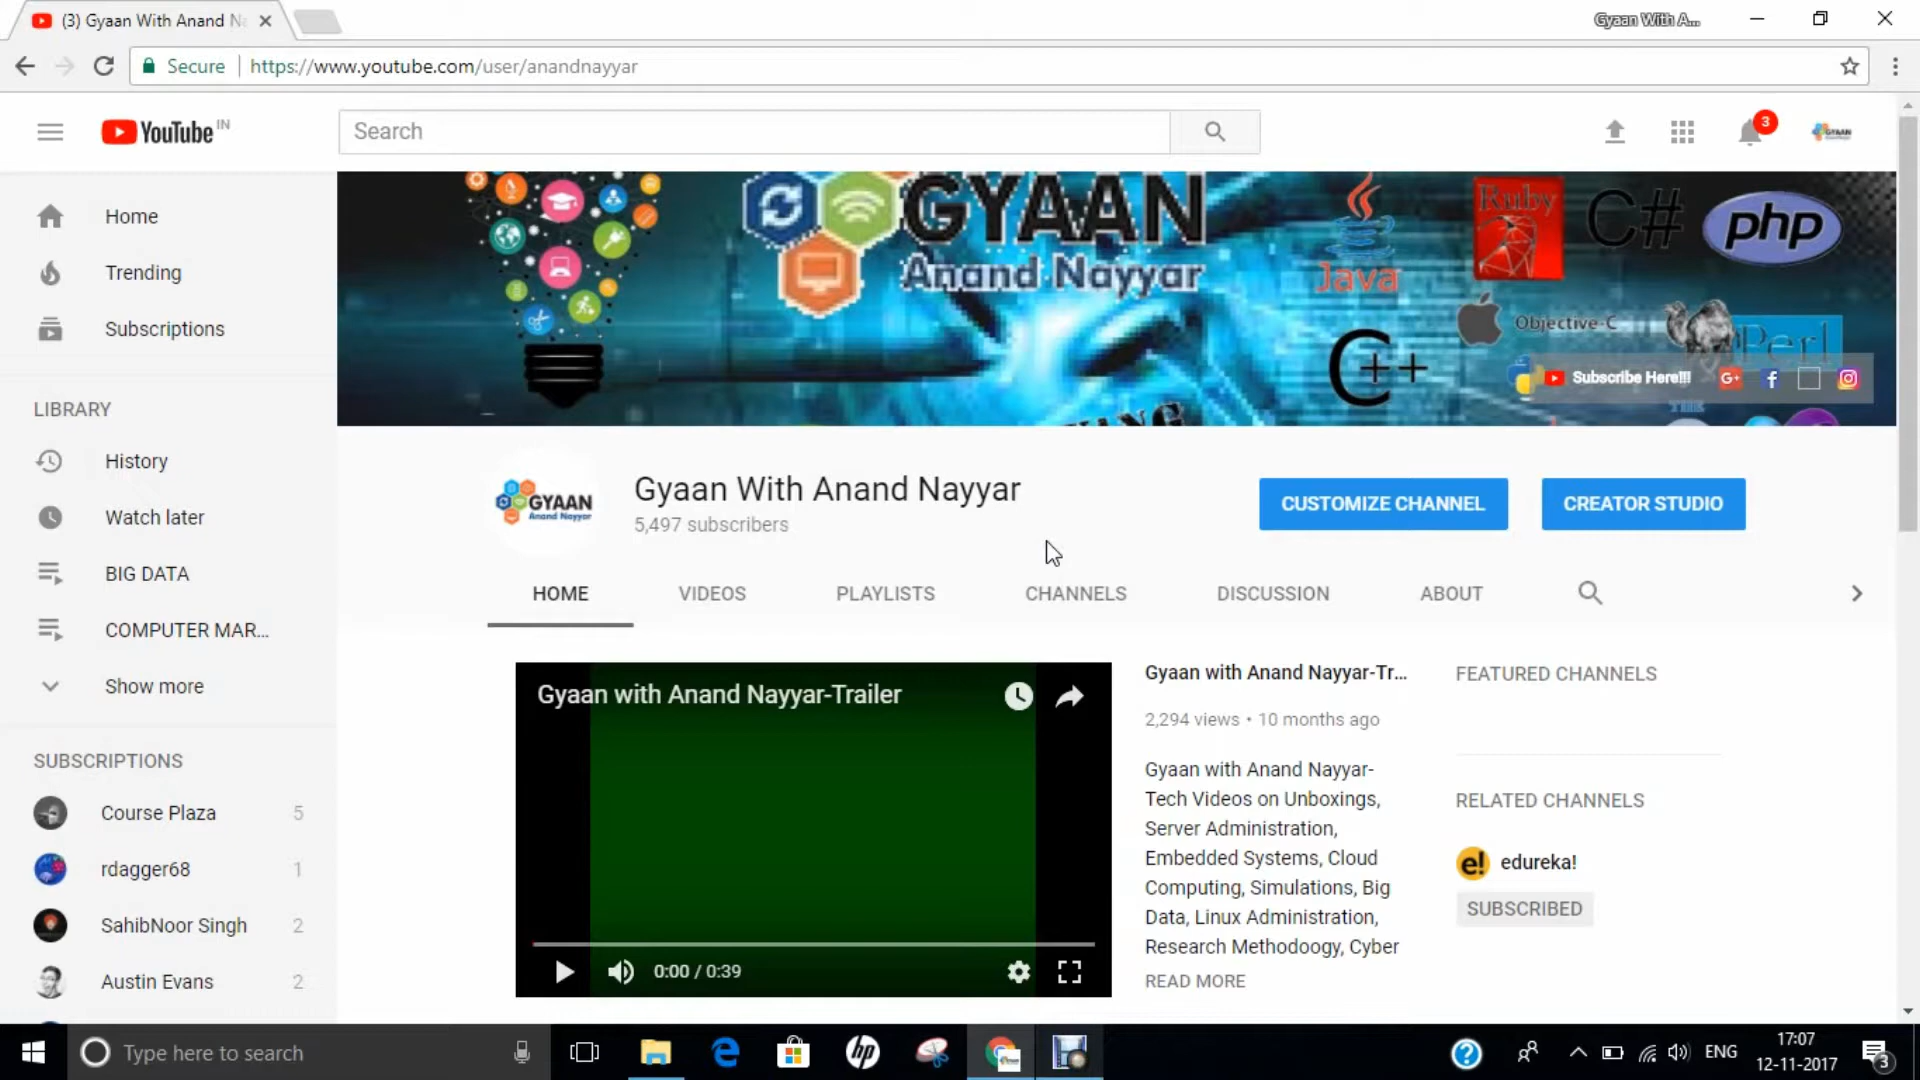 (3) Gyaan With Anand Na
Gyaan With A...
Secure
https://www.youtube.com/user/anandnayyar
YouTube IN
Search
3
GYAAN
Home
Trending
Subscriptions
LIBRARY
History
Watch later
BIG DATA
COMPUTER MAR...
Show more
SUBSCRIPTIONS
Course Plaza 5
rdagger68 1
SahibNoor Singh 2
Austin Evans 2
GYAAN
Anand Nayyar
Java
Ruby
C#
php
Objective-C
Perl
C++
Subscribe Here!!!
G+
THE
GYAAN
Anand Nayyar
Gyaan With Anand Nayyar
5,497 subscribers
CUSTOMIZE CHANNEL
CREATOR STUDIO
HOME
VIDEOS
PLAYLISTS
CHANNELS
DISCUSSION
ABOUT
Gyaan with Anand Nayyar-Trailer
0:00 / 0:39
Gyaan with Anand Nayyar-Tr...
2,294 views • 10 months ago
Gyaan with Anand Nayyar-
Tech Videos on Unboxings,
Server Administration,
Embedded Systems, Cloud
Computing, Simulations, Big
Data, Linux Administration,
Research Methodoogy, Cyber
READ MORE
FEATURED CHANNELS
RELATED CHANNELS
e! edureka!
SUBSCRIBED
Type here to search
hp
ENG
17:07
12-11-2017
3